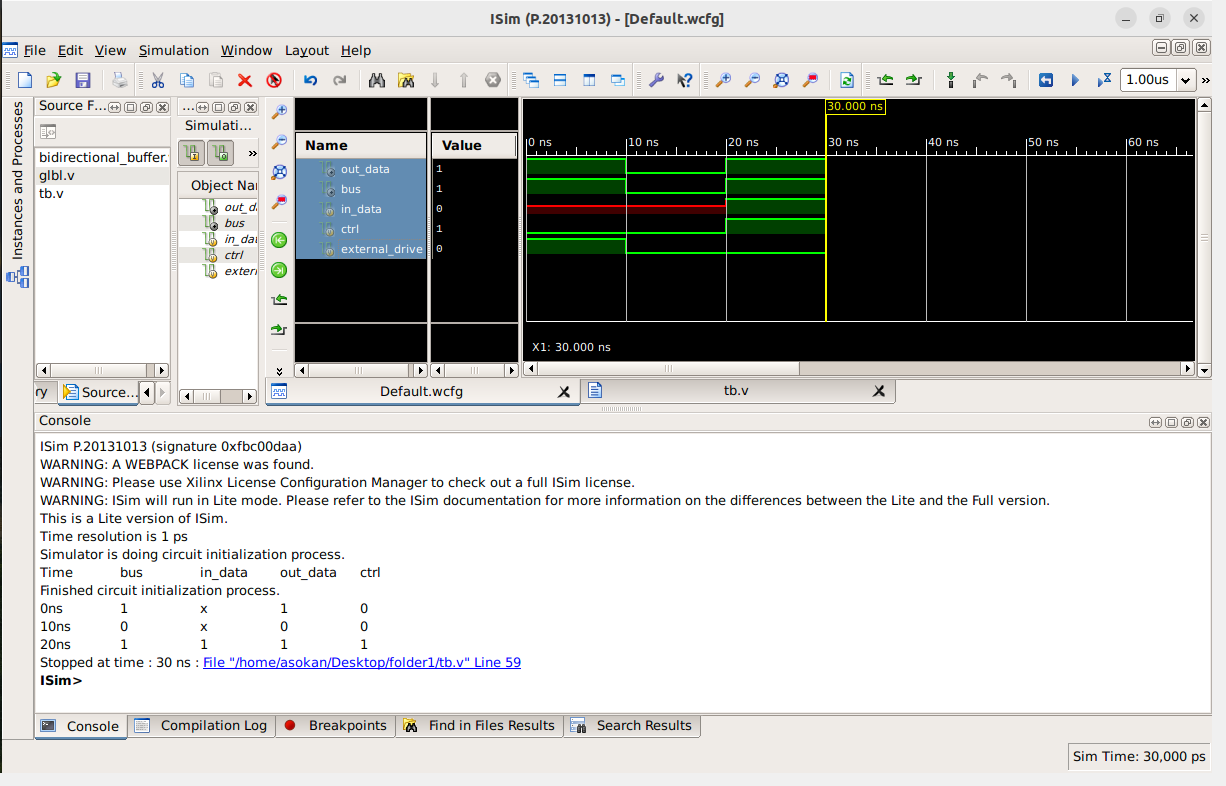 ISim (P.20131013) - [Default.wcfg]
File Edit View Simulation Window Layout Help
1.00us
»
Instances and Processes
Source F...
bidirectional_buffer.
glbl.v
tb.v
ry
Source...
...
Simulati...
»
Object Nar
out_da
bus
in_dat
ctrl
extern
Name
Value
out_data 1
bus 1
in_data 0
ctrl 1
external_drive 0
30.000 ns
0 ns 10 ns 20 ns 30 ns 40 ns 50 ns 60 ns
X1: 30.000 ns
Default.wcfg
tb.v
Console
ISim P.20131013 (signature 0xfbc00daa)
WARNING: A WEBPACK license was found.
WARNING: Please use Xilinx License Configuration Manager to check out a full ISim license.
WARNING: ISim will run in Lite mode. Please refer to the ISim documentation for more information on the differences between the Lite and the Full version.
This is a Lite version of ISim.
Time resolution is 1 ps
Simulator is doing circuit initialization process.
Time bus in_data out_data ctrl
Finished circuit initialization process.
0ns 1 x 1 0
10ns 0 x 0 0
20ns 1 1 1 1
Stopped at time : 30 ns : File "/home/asokan/Desktop/folder1/tb.v" Line 59
ISim>
Console Compilation Log Breakpoints Find in Files Results Search Results
Sim Time: 30,000 ps